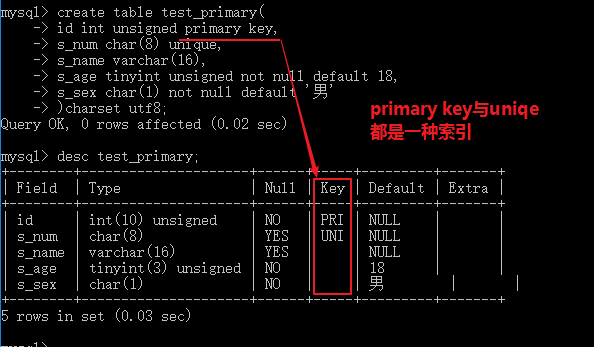 mysql> create table test_primary(
-> id int unsigned primary key,
-> s_num char(8) unique,
-> s_name varchar(16),
-> s_age tinyint unsigned not null default 18,
-> s_sex char(1) not null default '男'
-> )charset utf8;
Query OK, 0 rows affected (0.02 sec)
primary key与uniqe
都是一种索引
mysql> desc test_primary;
+--------+---------------------+------+-----+---------+-------+
| Field | Type | Null | Key | Default | Extra |
+--------+---------------------+------+-----+---------+-------+
| id | int(10) unsigned | NO | PRI | NULL | |
| s_num | char(8) | YES | UNI | NULL | |
| s_name | varchar(16) | YES | | NULL | |
| s_age | tinyint(3) unsigned | NO | | 18 | |
| s_sex | char(1) | NO | | 男 | |
+--------+---------------------+------+-----+---------+-------+
5 rows in set (0.03 sec)